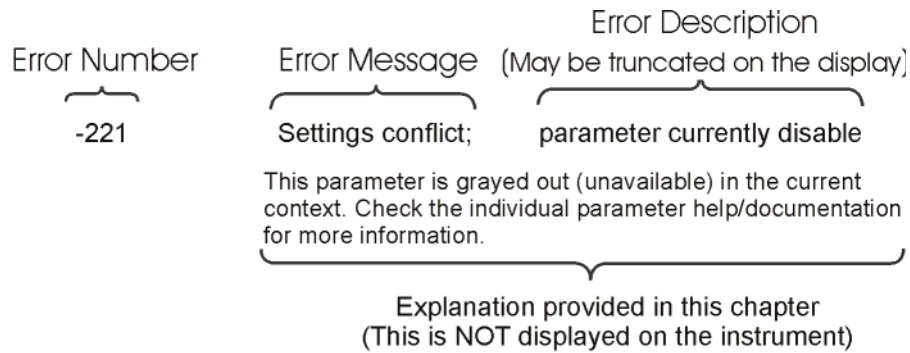 Error Description
Error Number Error Message (May be truncated on the display)
-221 Settings conflict; parameter currently disable
This parameter is grayed out (unavailable) in the current
context. Check the individual parameter help/documentation
for more information.
Explanation provided in this chapter
(This is NOT displayed on the instrument)